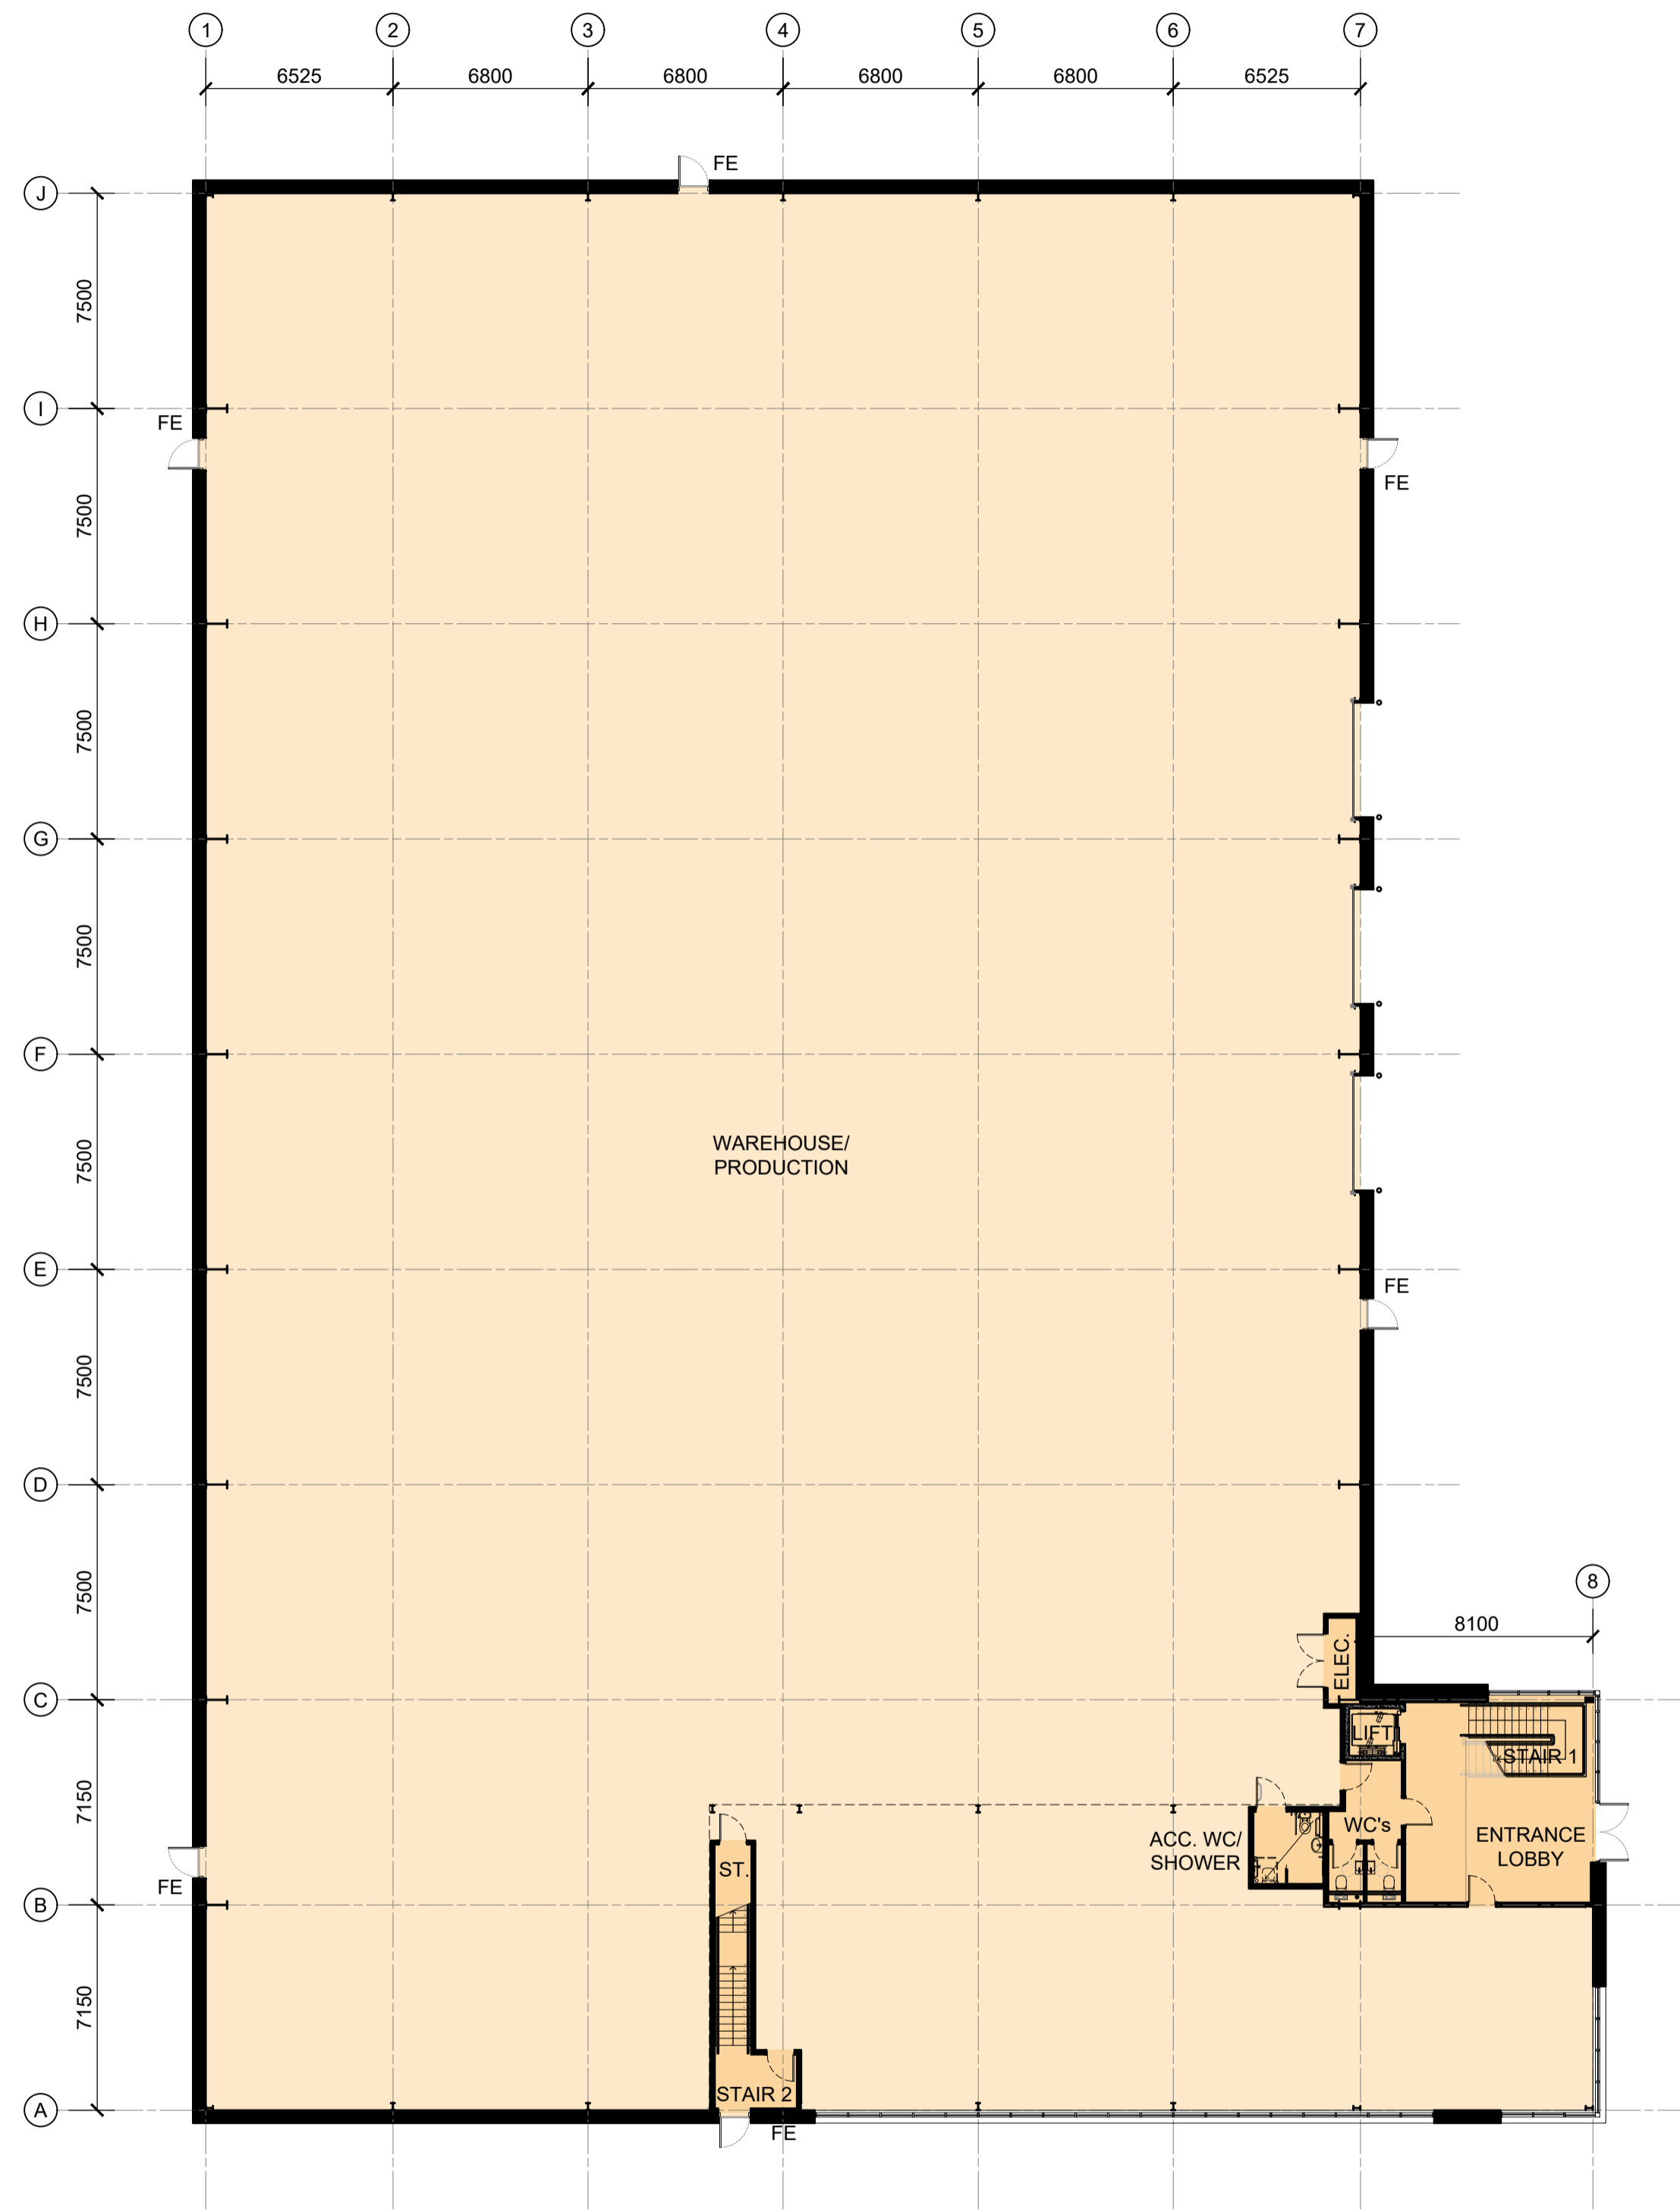 1 2 3 4 5 6 7
6525 6800 6800 6800 6800 6525
FE
J
7500
I
FE
FE
7500
H
7500
G
7500
F
WAREHOUSE/
PRODUCTION
7500
E
FE
7500
D
7500
8
8100
ELEC.
C
LIFT
STAIR 1
7150
WC's
ENTRANCE
LOBBY
ACC. WC/
SHOWER
ST.
FE
B
7150
STAIR 2
A
FE